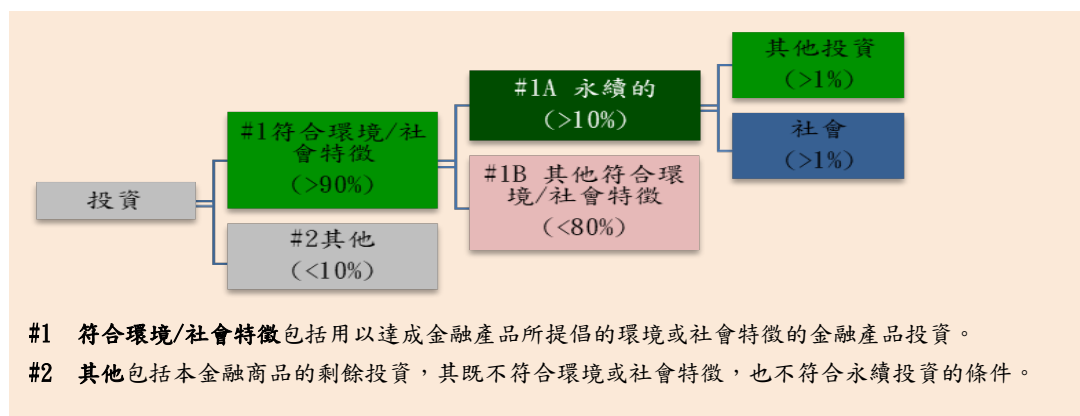 其他投資
(>1%)
#1A 永續的
(>10%)
社會
(>1%)
#1符合環境/社
會特徵
(>90%)
#1B 其他符合環
境/社會特徵
(<80%)
投資
#2其他
(<10%)
#1 符合環境/社會特徵包括用以達成金融產品所提倡的環境或社會特徵的金融產品投資。
#2 其他包括本金融商品的剩餘投資，其既不符合環境或社會特徵，也不符合永續投資的條件。